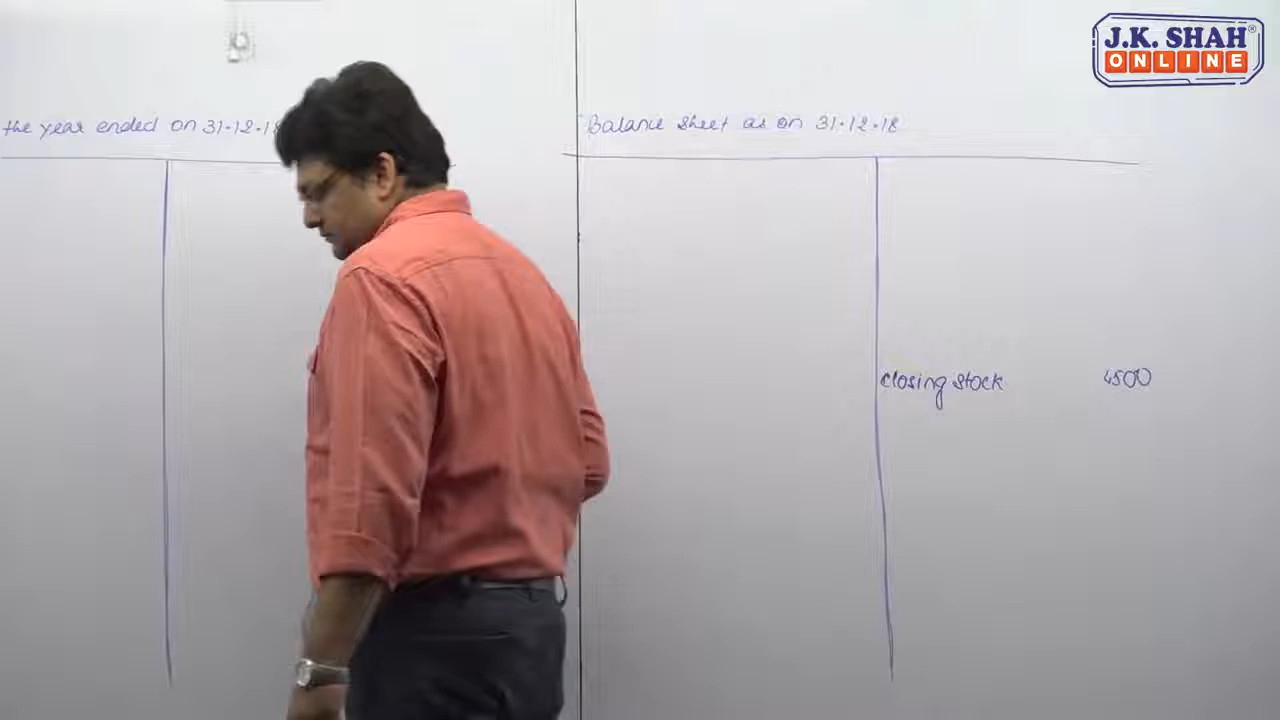 J.K. SHAH®
ONLINE
the year ended on 31-12-18
Balance sheet as on 31-12-18
closing stock 4500